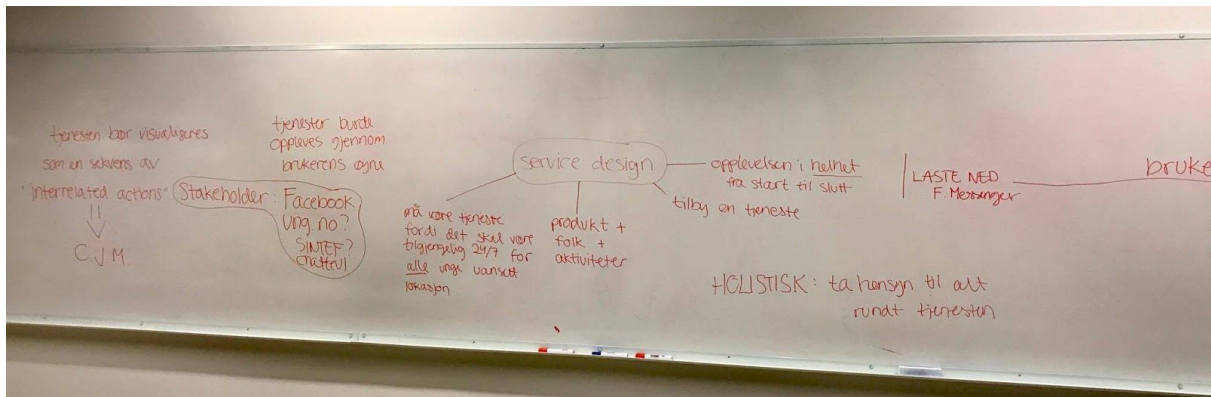 tjenesten bør visualiseres
som en sekvens av
"interrelated actions"
C.J.M
tjenester burde
oppleves gjennom
brukerens øyne
Stakeholder: Facebook
Ung.no?
SINTEF?
service design
må være tjeneste
fordi det skal være
tilgjengelig 24/7 for
alle unge uansett
lokasjon
produkt +
folk +
aktiviteter
opplevelsen i helhet
fra start til slutt
tilby en tjeneste
HOLISTISK: ta hensyn til alt
rundt tjenesten
LASTE NED
F. Messenger
bruke